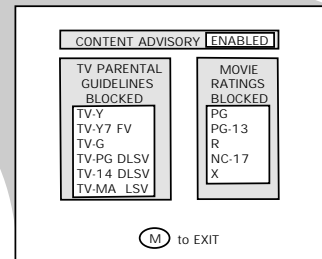 CONTENT ADVISORY ENABLED
TV PARENTAL
GUIDELINES
BLOCKED
TV-Y
TV-Y7 FV
TV-G
TV-PG DLSV
TV-14 DLSV
TV-MA LSV
MOVIE
RATINGS
BLOCKED
PG
PG-13
R
NC-17
X
M to EXIT